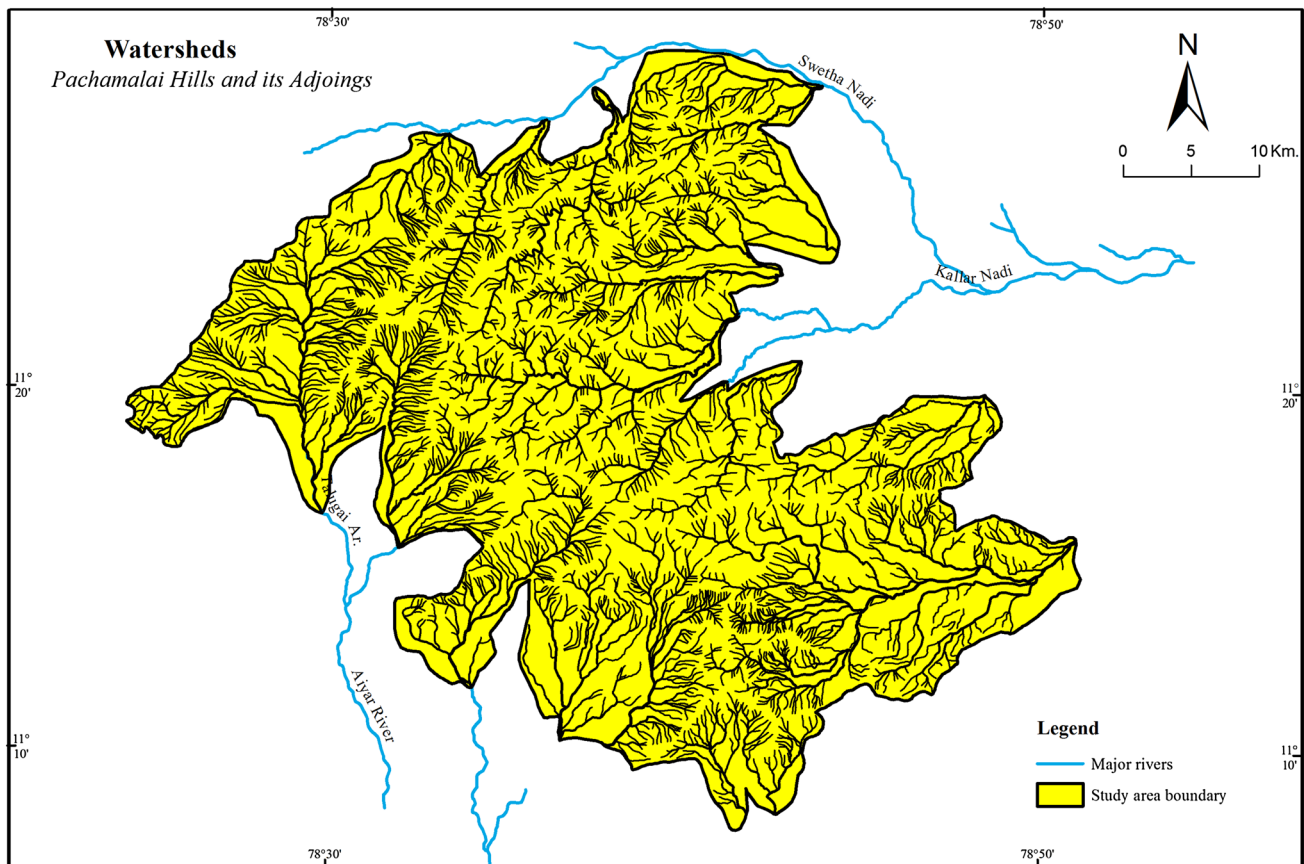 78°30'
78°50'
Watersheds
Pachamalai Hills and its Adjoings
N
0 5 10 Km.
Swetha Nadi
Kallar Nadi
11°
20'
11°
20'
Ar.
Aiyar River
11°
10'
11°
10'
Legend
Major rivers
Study area boundary
78°30'
78°50'